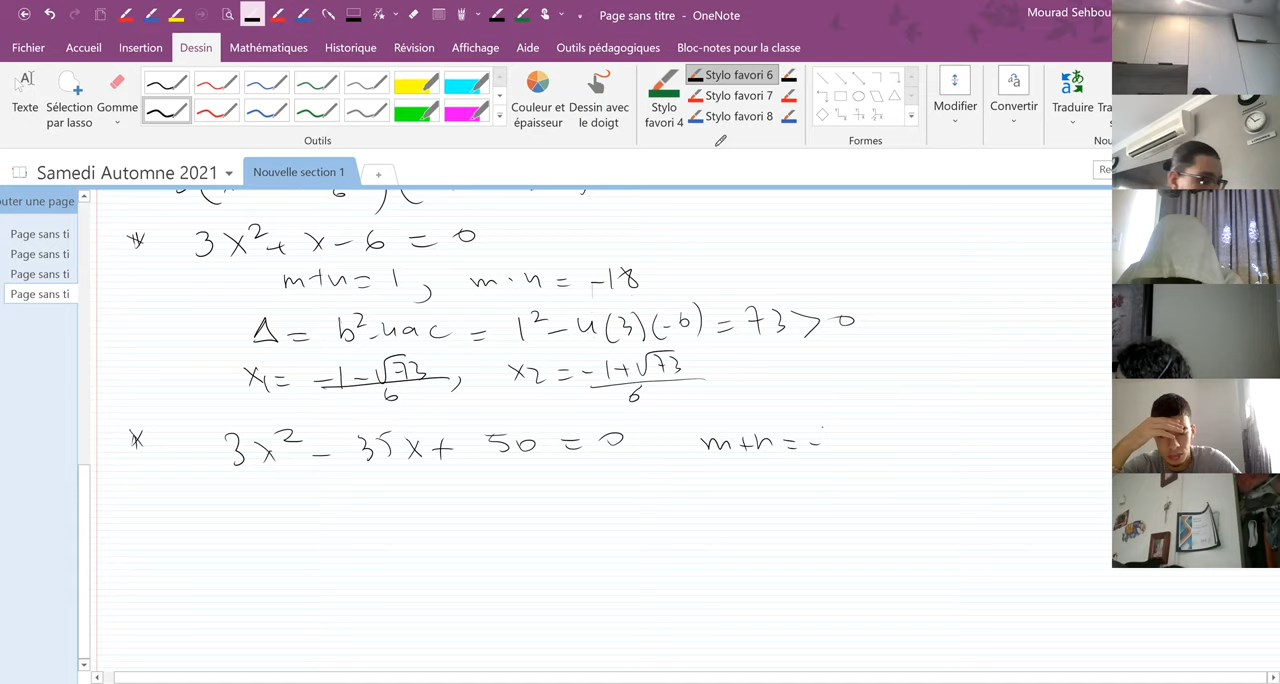 Page sans titre - OneNote
Mourad Sehbou
Fichier Accueil Insertion Dessin Mathématiques Historique Révision Affichage Aide Outils pédagogiques Bloc-notes pour la classe
Texte
Sélection par lasso
Gomme
Couleur et épaisseur
Dessin avec le doigt
Stylo favori 4
Stylo favori 6
Stylo favori 7
Stylo favori 8
Modifier
Convertir
Traduire
Outils
Formes
Samedi Automne 2021
Nouvelle section 1
outer une page
Page sans ti
Page sans ti
Page sans ti
Page sans ti
* 3x² + x - 6 = 0
m+n = 1, m·n = -18
Δ = b² - 4ac = 1² - 4(3)(-6) = 73 > 0
x₁ = (-1-√73)/6, x₂ = (-1+√73)/6
* 3x² - 35x + 50 = 0 m+n = -